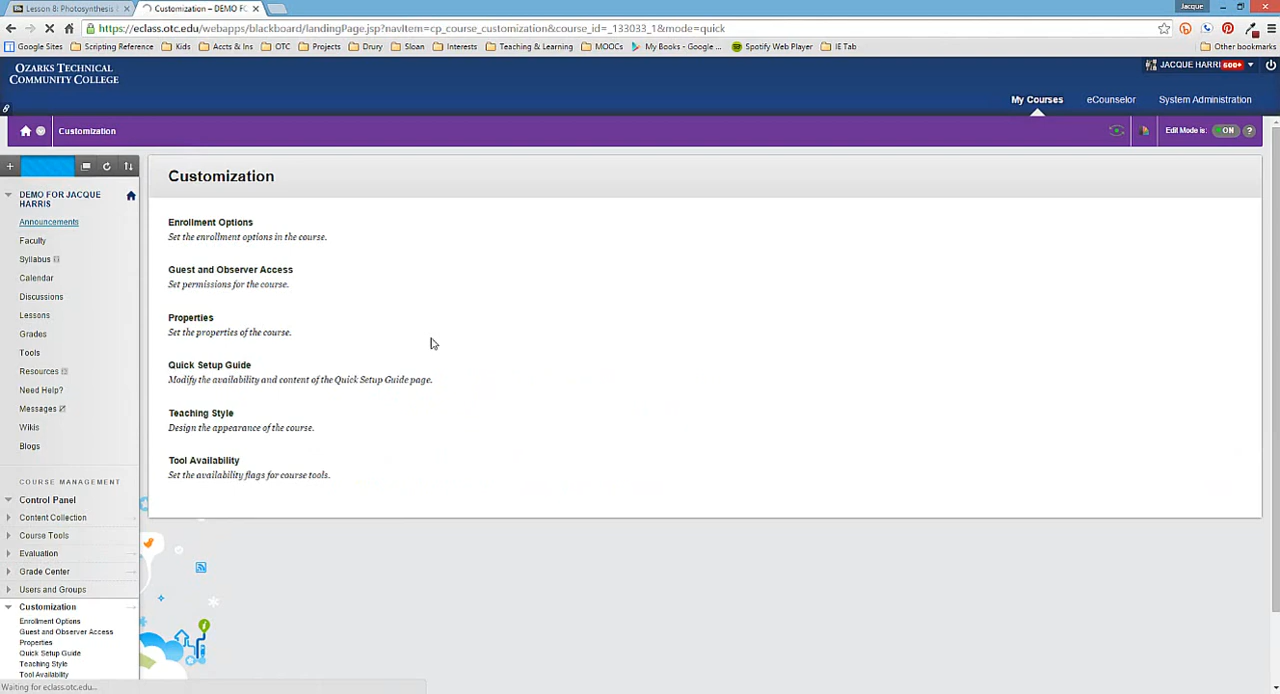 Lesson 8: Photosynthesis
Customization – DEMO FO
Jacque
https://eclass.otc.edu/webapps/blackboard/landingPage.jsp?navItem=cp_course_customization&course_id=_133033_1&mode=quick
Google Sites Scripting Reference Kids Accts & Ins OTC Projects Drury Sloan Interests Teaching & Learning MOOCs My Books - Google ... Spotify Web Player IE Tab Other bookmarks
OZARKS TECHNICAL
COMMUNITY COLLEGE
JACQUE HARRI 600+
My Courses eCounselor System Administration
Customization
Edit Mode is: ON ?
DEMO FOR JACQUE
HARRIS
Announcements
Faculty
Syllabus
Calendar
Discussions
Lessons
Grades
Tools
Resources
Need Help?
Messages
Wikis
Blogs
COURSE MANAGEMENT
Control Panel
Content Collection
Course Tools
Evaluation
Grade Center
Users and Groups
Customization
Enrollment Options
Guest and Observer Access
Properties
Quick Setup Guide
Teaching Style
Tool Availability
Customization
Enrollment Options
Set the enrollment options in the course.
Guest and Observer Access
Set permissions for the course.
Properties
Set the properties of the course.
Quick Setup Guide
Modify the availability and content of the Quick Setup Guide page.
Teaching Style
Design the appearance of the course.
Tool Availability
Set the availability flags for course tools.
Waiting for eclass.otc.edu...